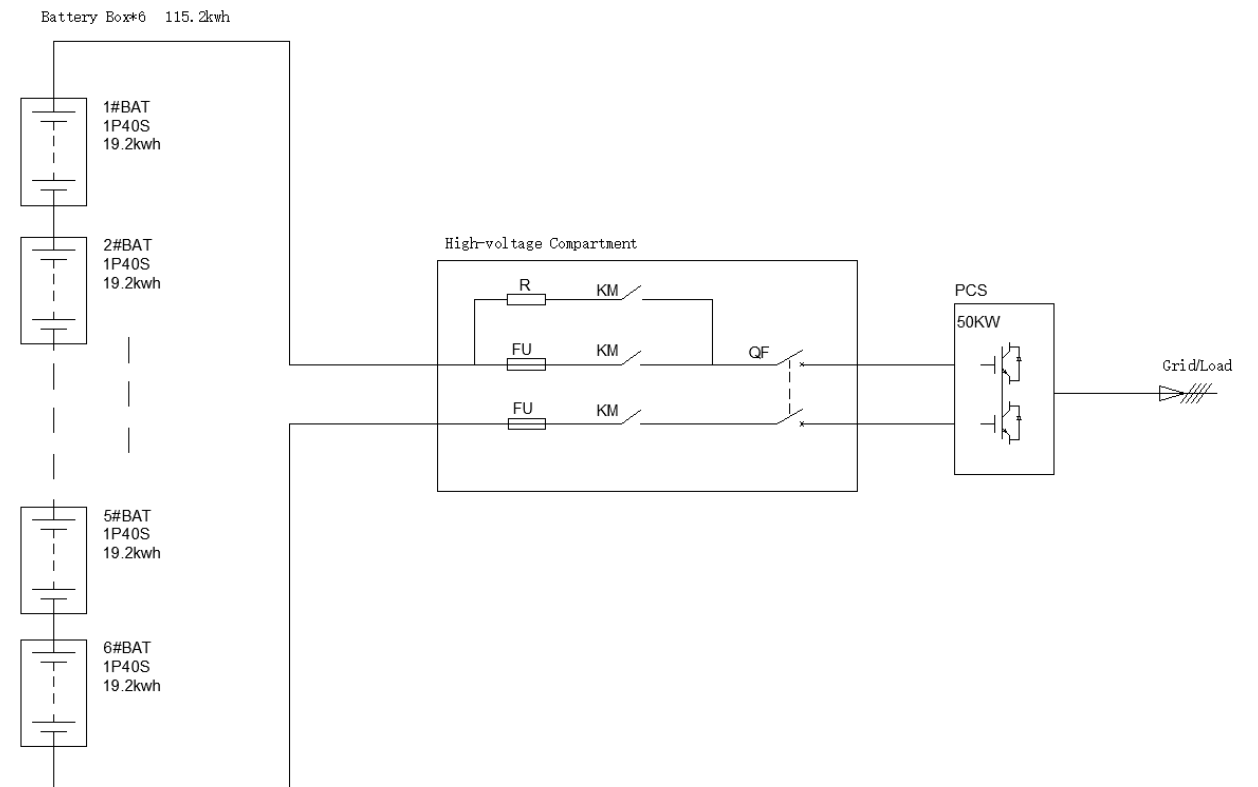 Battery Box*6 115.2kwh
1#BAT
1P40S
19.2kwh
2#BAT
1P40S
19.2kwh
5#BAT
1P40S
19.2kwh
6#BAT
1P40S
19.2kwh
High-voltage Compartment
R
KM
FU
KM
QF
FU
KM
PCS
50KW
Grid/Load